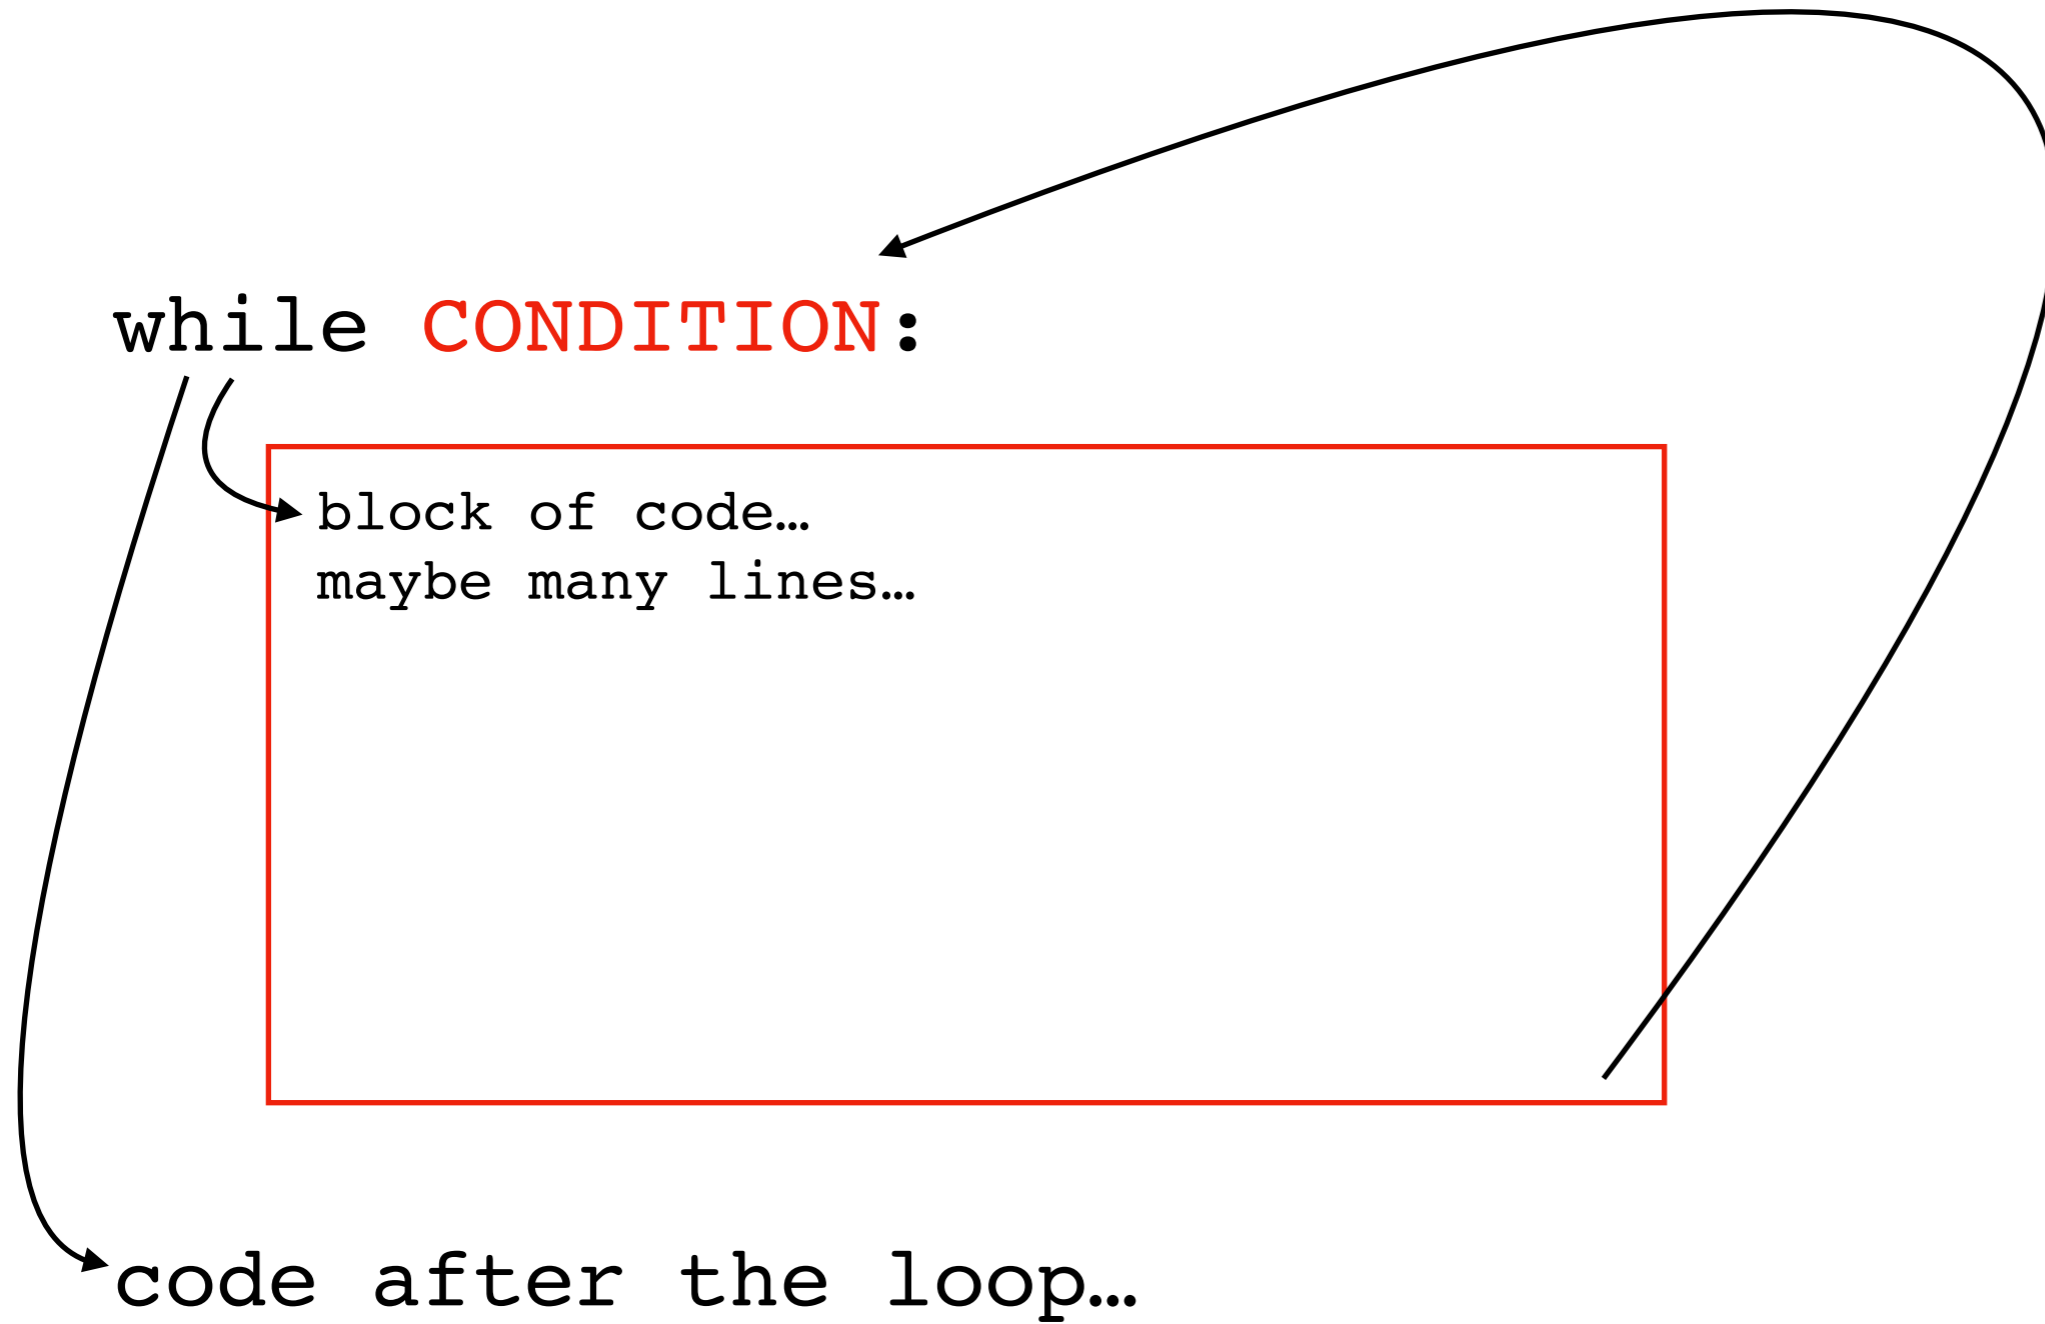 while CONDITION:
block of code…
maybe many lines…
code after the loop…